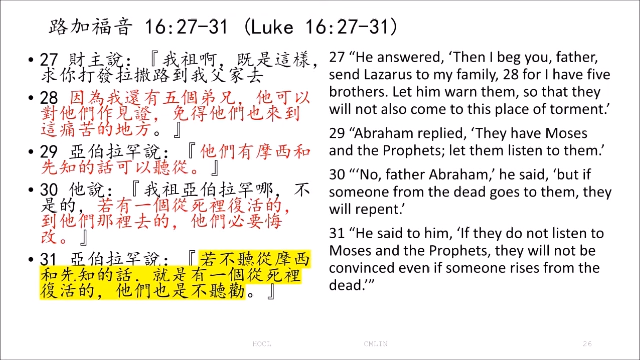 路加福音 16:27-31 (Luke 16:27-31)
• 27 財主說：『我祖啊，既是這樣，
求你打發拉撒路到我父家去
• 28 因為我還有五個弟兄，他可以
對他們作見證，免得他們也來到
這痛苦的地方。』
• 29 亞伯拉罕說：『他們有摩西和
先知的話可以聽從。』
• 30 他說：『我祖亞伯拉罕哪，不
是的，若有一個從死裡復活的，
到他們那裡去的，他們必要悔
改。』
• 31 亞伯拉罕說：『若不聽從摩西
和先知的話，就是有一個從死裡
復活的，他們也是不聽勸。』
27 “He answered, ‘Then I beg you, father,
send Lazarus to my family, 28 for I have five
brothers. Let him warn them, so that they
will not also come to this place of torment.’
29 “Abraham replied, ‘They have Moses
and the Prophets; let them listen to them.’
30 “‘No, father Abraham,’ he said, ‘but if
someone from the dead goes to them, they
will repent.’
31 “He said to him, ‘If they do not listen to
Moses and the Prophets, they will not be
convinced even if someone rises from the
dead.’”
26